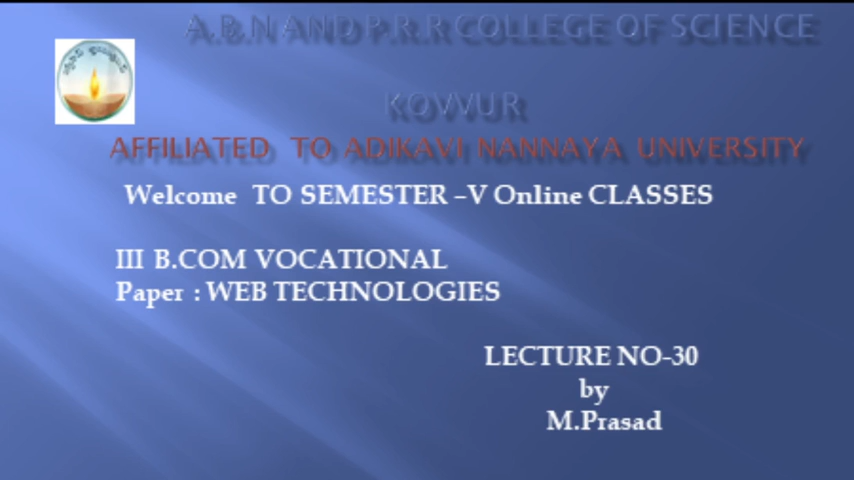 A.B.N AND P.R.R COLLEGE OF SCIENCE
KOVVUR
AFFILIATED TO ADIKAVI NANNAYA UNIVERSITY
Welcome TO SEMESTER –V Online CLASSES
III B.COM VOCATIONAL
Paper : WEB TECHNOLOGIES
LECTURE NO-30
by
M.Prasad